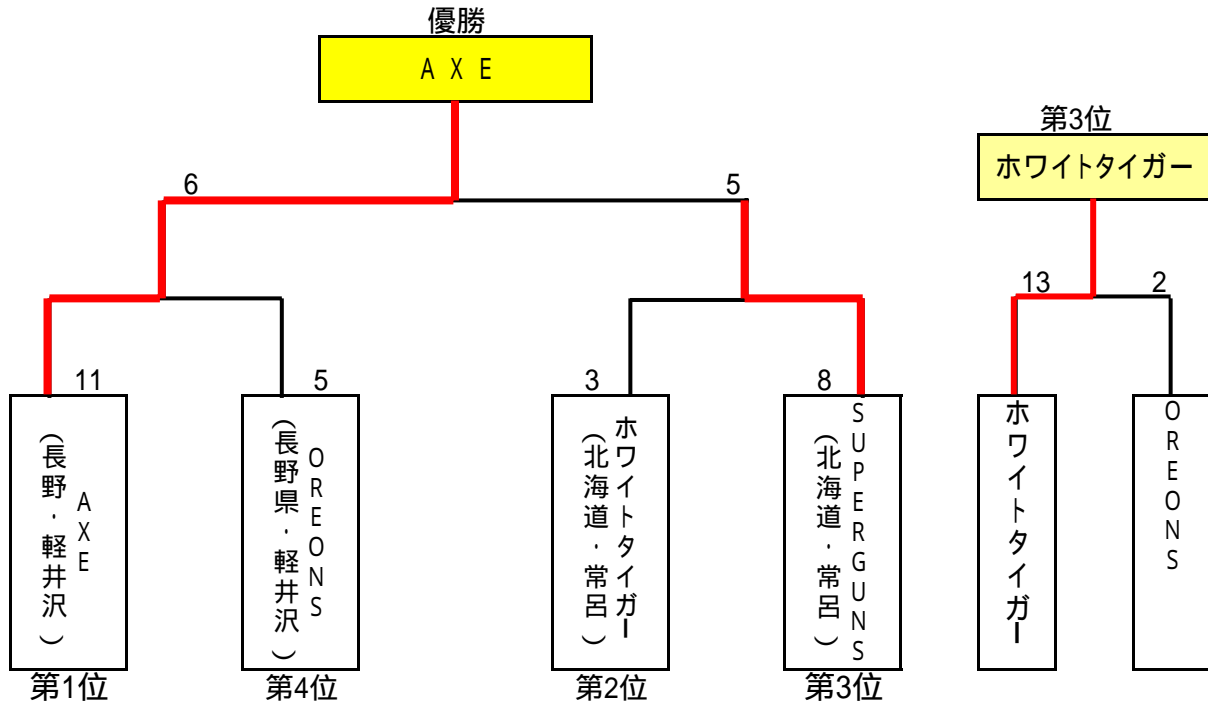 優勝
AXE
第3位
ホワイトタイガー
6
5
13
2
11
5
3
8
AXE
(長野・軽井沢)
OREONS
(長野県・軽井沢)
ホワイトタイガー
(北海道・常呂)
SUPERGUNS
(北海道・常呂)
ホワイトタイガー
OREONS
第1位
第4位
第2位
第3位